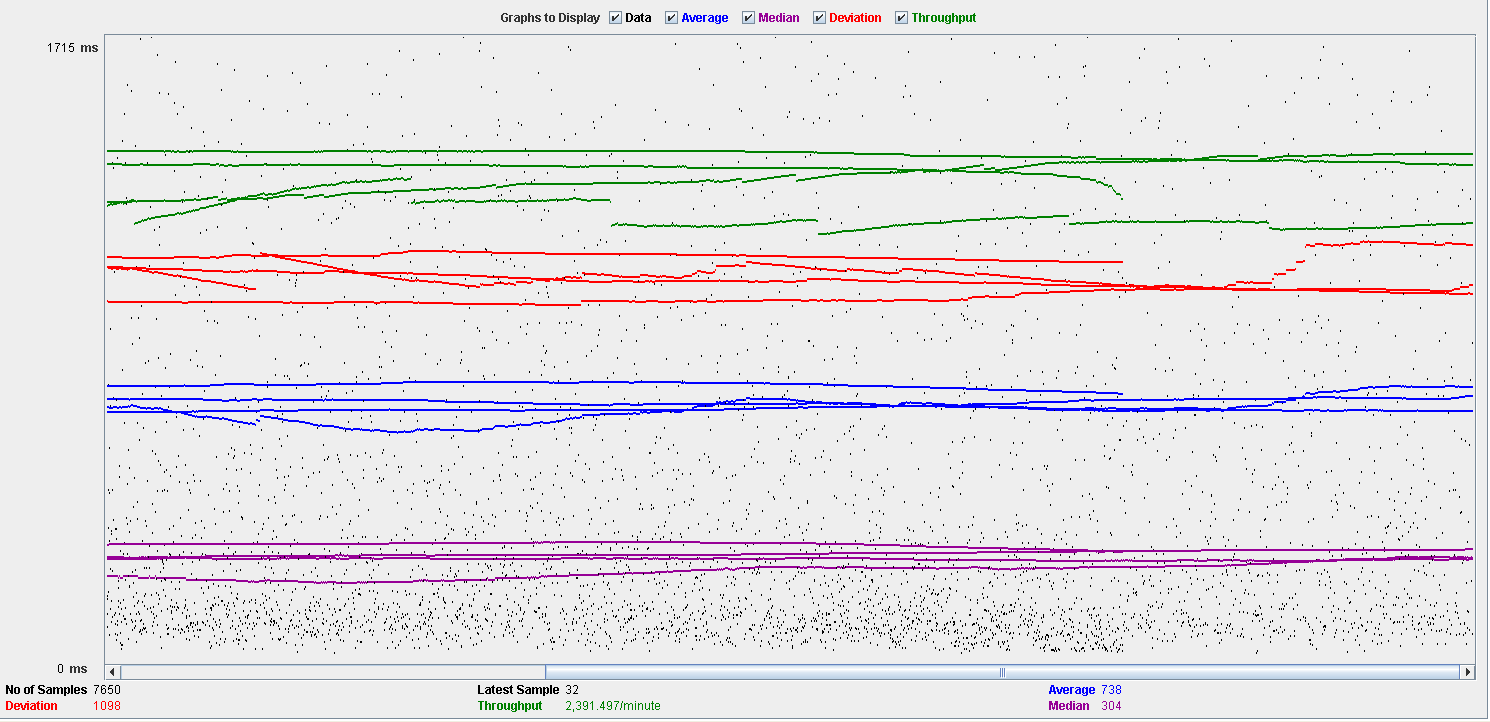 Graphs to Display Data Average Median Deviation Throughput
1715 ms
0 ms
No of Samples 7650 Latest Sample 32 Average 738
Deviation 1098 Throughput 2,391.497/minute Median 304